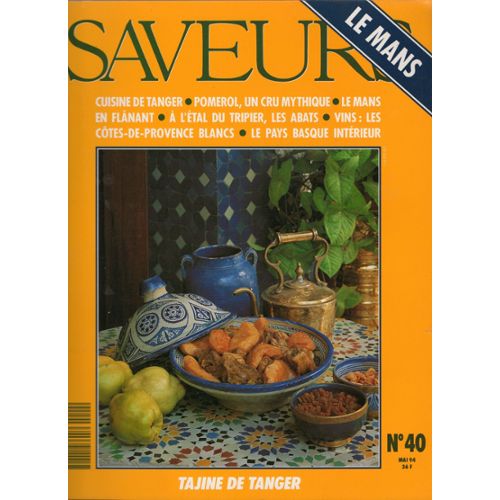 SAVEURS
LE MANS
CUISINE DE TANGER • POMEROL, UN CRU MYTHIQUE • LE MANS
EN FLÂNANT • À L'ÉTAL DU TRIPIER, LES ABATS • VINS : LES
CÔTES-DE-PROVENCE BLANCS • LE PAYS BASQUE INTÉRIEUR
N° 40
MAI 94
26 F
TAJINE DE TANGER